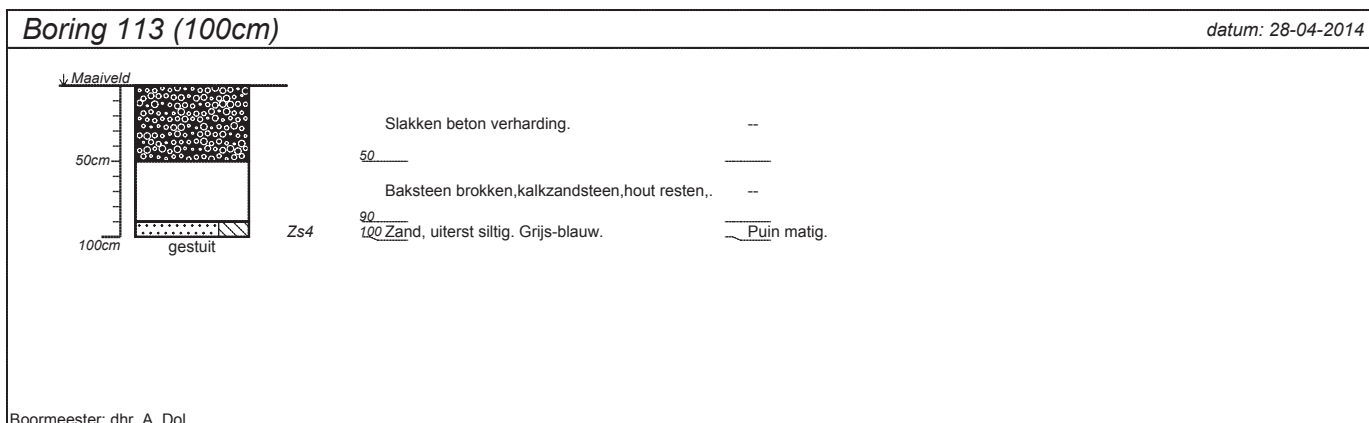 Boring 113 (100cm) datum: 28-04-2014
Maaiveld
Slakken beton verharding. --
50cm 50
Baksteen brokken,kalkzandsteen,hout resten,. --
90
Zs4 100 Zand, uiterst siltig. Grijs-blauw. Puin matig.
100cm gestuit
Boormeester: dhr. A. Dol